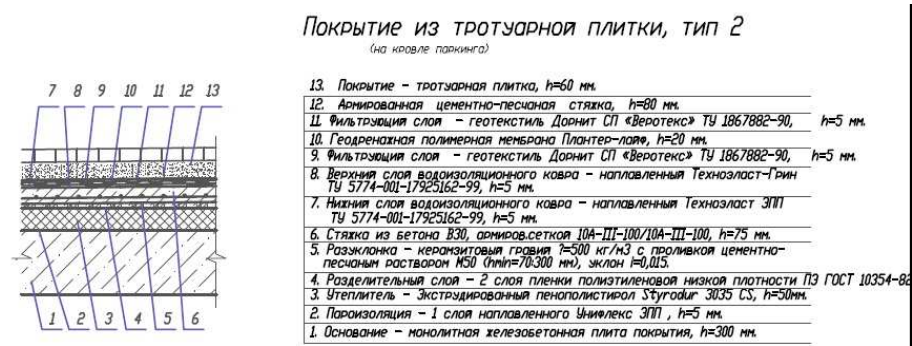 Покрытие из тротуарной плитки, тип 2
(на кровле паркинга)
7 8 9 10 11 12 13
13. Покрытие - тротуарная плитка, h=60 мм.
12. Армированная цементно-песчаная стяжка, h=80 мм.
11. Фильтрующий слой - геотекстиль Дорнит СП «Веротекс» ТУ 1867882-90, h=5 мм.
10. Геодренажная полимерная мембрана Плантер-лайф, h=20 мм.
9. Фильтрующий слой - геотекстиль Дорнит СП «Веротекс» ТУ 1867882-90, h=5 мм.
8. Верхний слой водоизоляционного ковра - наплавленный Техноэласт-Грин
ТУ 5774-001-17925162-99, h=5 мм.
7. Нижний слой водоизоляционного ковра - наплавленный Техноэласт ЭПП
ТУ 5774-001-17925162-99, h=5 мм.
6. Стяжка из бетона В30, армиров.сеткой 10А-III-100/10А-III-100, h=75 мм.
5. Разуклонка - керамзитовый гравий ?=500 кг/м3 с проливкой цементно-
песчаным раствором М50 (hmin=70:300 мм), уклон i=0,015.
4. Разделительный слой - 2 слоя пленки полиэтиленовой низкой плотности ПЭ ГОСТ 10354-82
3. Утеплитель - Экструдированный пенополистирол Styrodur 3035 CS, h=50мм.
2. Пароизоляция - 1 слой наплавленного Унифлекс ЭПП , h=5 мм.
1. Основание - монолитная железобетонная плита покрытия, h=300 мм.
1 2 3 4 5 6